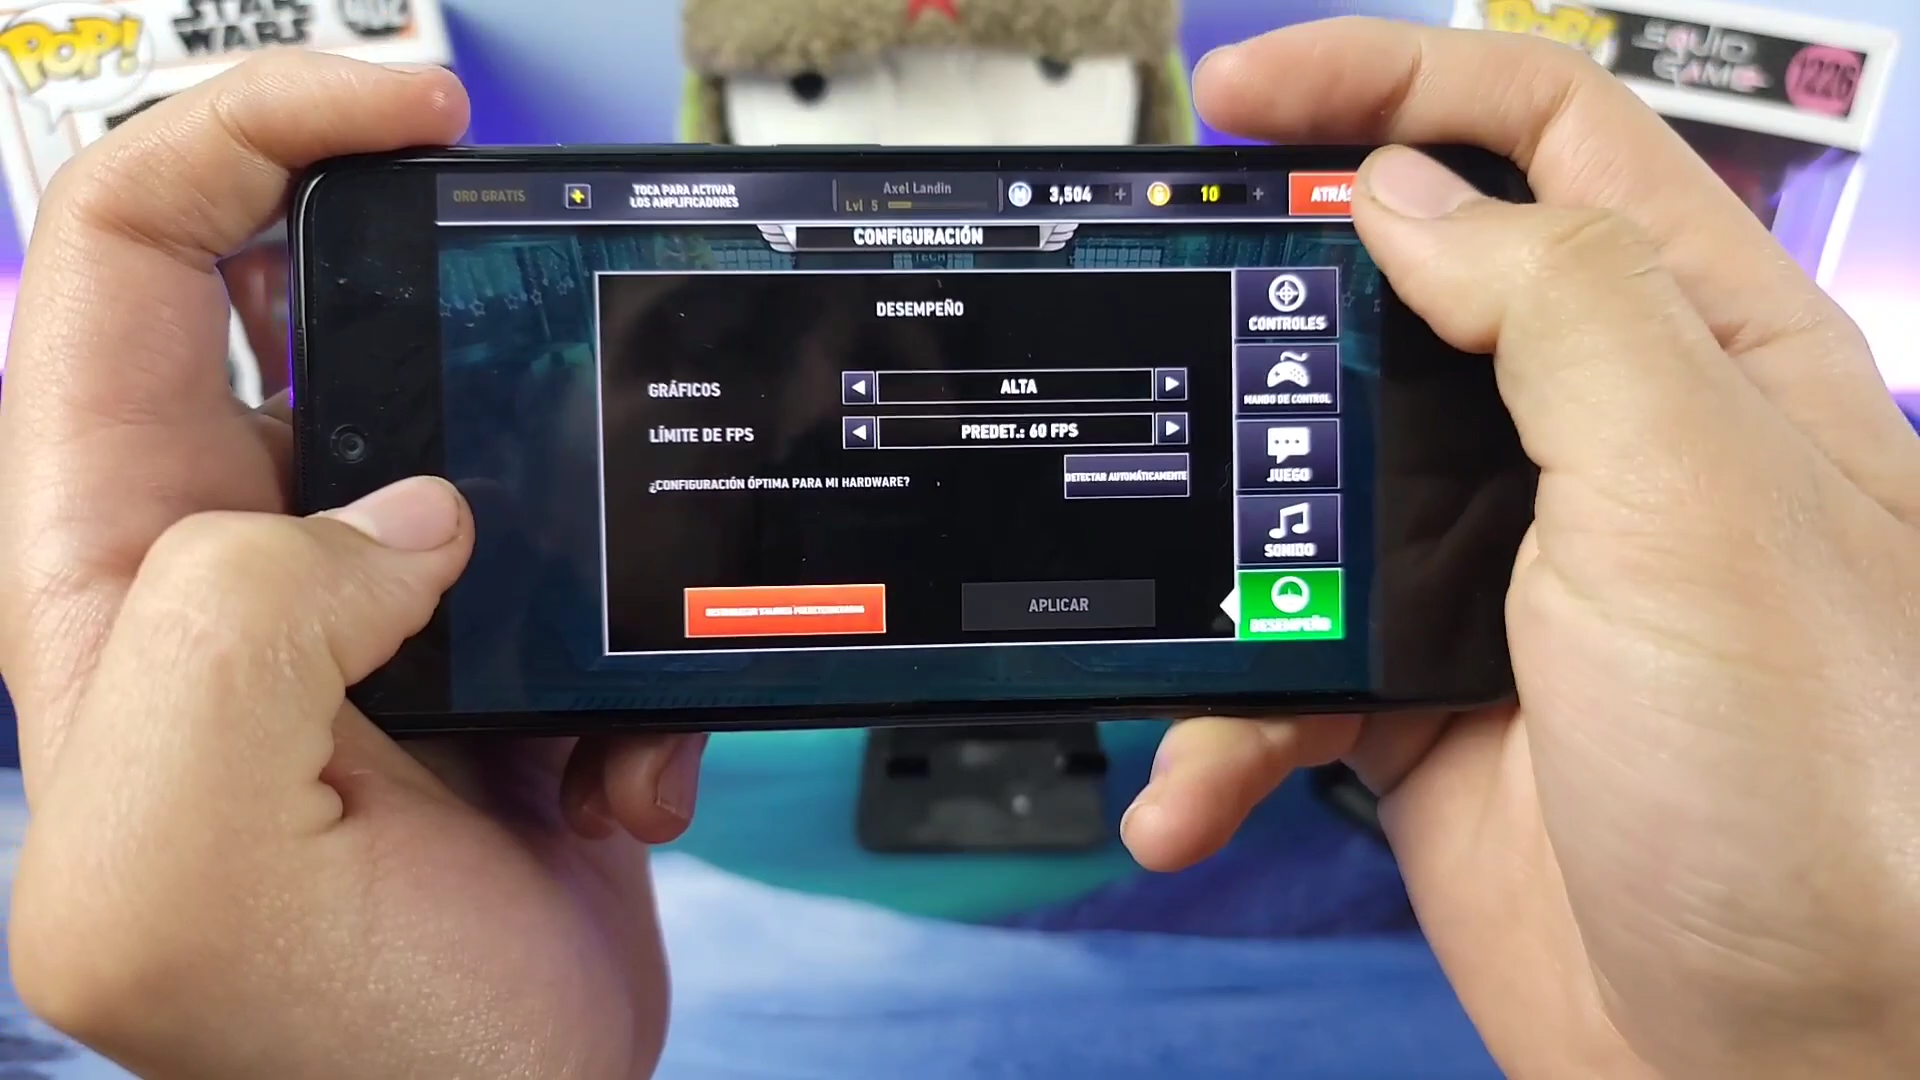 POP!
STAR
WARS
402
POP!
SQUID
GAME
1226
ORO GRATIS
TOCA PARA ACTIVAR
LOS AMPLIFICADORES
Axel Landin
Lvl 5
3,504
10
ATRÁS
CONFIGURACIÓN
TECH
DESEMPEÑO
GRÁFICOS
ALTA
LÍMITE DE FPS
PREDET.: 60 FPS
¿CONFIGURACIÓN ÓPTIMA PARA MI HARDWARE?
DETECTAR AUTOMÁTICAMENTE
APLICAR
CONTROLES
MANDO DE CONTROL
JUEGO
SONIDO
DESEMPEÑO